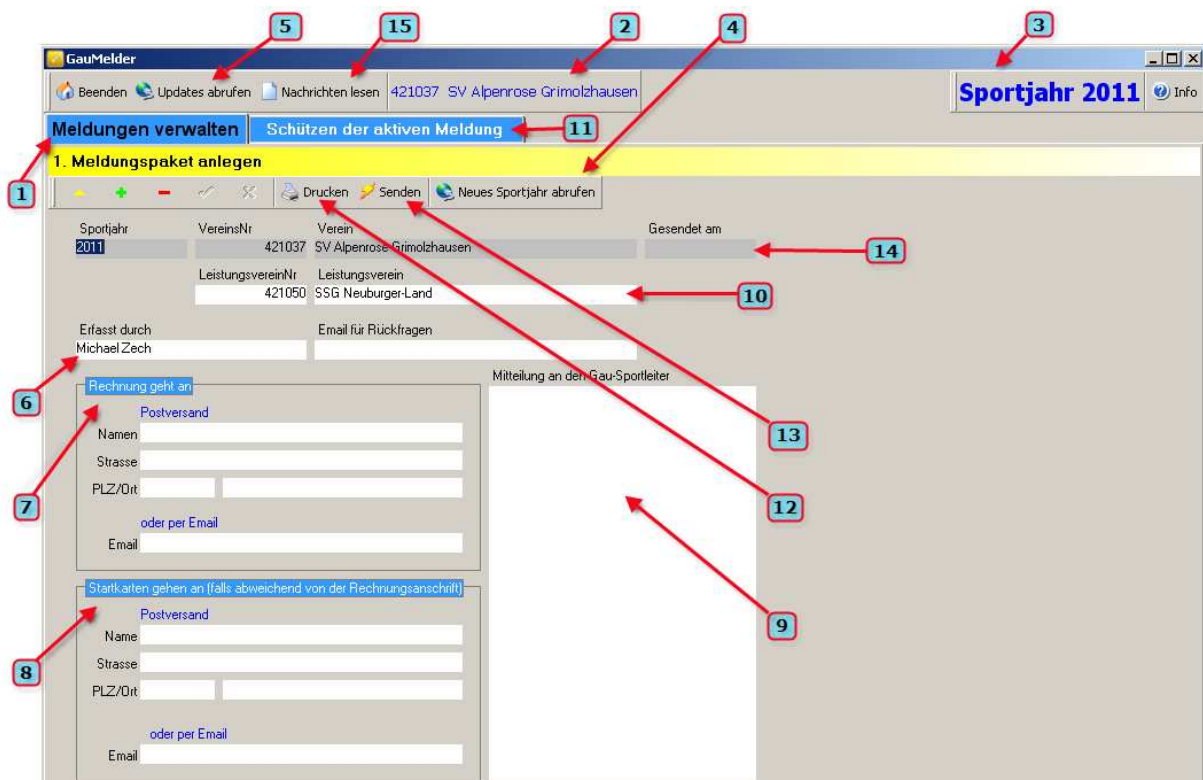 5 15 2 3 4
GauMelder
Beenden Updates abrufen Nachrichten lesen 421037 SV Alpenrose Grimolzhausen Sportjahr 2011 Info
Meldungen verwalten Schützen der aktiven Meldung 11
1. Meldungspaket anlegen
1
Drucken Senden Neues Sportjahr abrufen
Sportjahr VereinsNr Verein Gesendet am
2011 421037 SV Alpenrose Grimolzhausen 14
LeistungsvereinNr Leistungsverein
421050 SSG Neuburger-Land 10
Erfasst durch Email für Rückfragen
Michael Zech
6
Rechnung geht an Mitteilung an den Gau-Sportleiter
Postversand
Namen 13
Strasse
PLZ/Ort
7 12
oder per Email
Email
Startkarten gehen an (falls abweichend von der Rechnungsanschrift)
Postversand
Name 9
Strasse
8
PLZ/Ort
oder per Email
Email